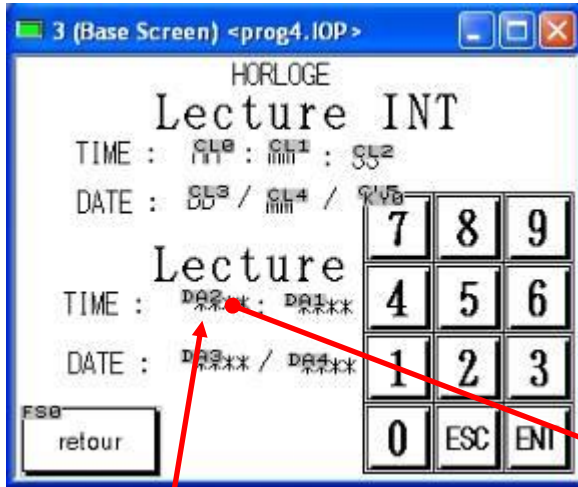 3 (Base Screen) <prog4.IOP>
HORLOGE
Lecture INT
TIME : CL0 : CL1 : CL2
DATE : CL3 / CL4 / KY0
7 8 9
Lecture
TIME : DA2** : DA1**
4 5 6
DATE : DA3** / DA4**
1 2 3
FS0
retour
0 ESC ENT